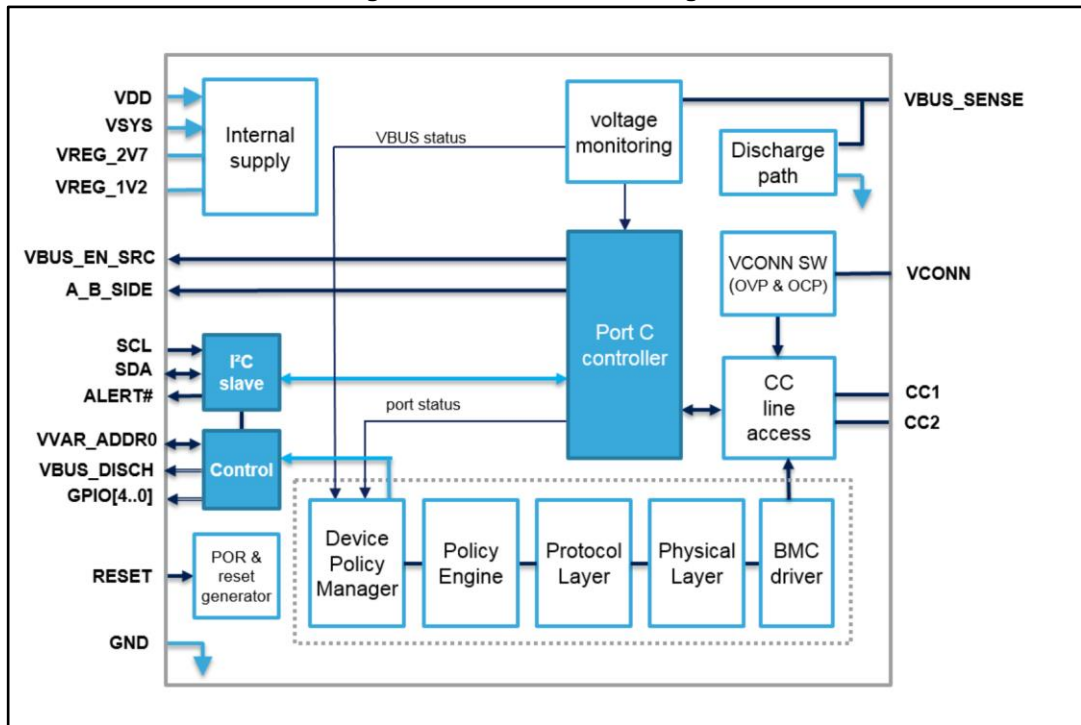 VDD
VSYS
VREG_2V7
VREG_1V2
Internal
supply
VBUS status
voltage
monitoring
VBUS_SENSE
Discharge
path
VBUS_EN_SRC
A_B_SIDE
Port C
controller
VCONN SW
(OVP & OCP)
VCONN
SCL
SDA
ALERT#
I²C
slave
port status
CC
line
access
CC1
CC2
VVAR_ADDR0
VBUS_DISCH
GPIO[4..0]
Control
Device
Policy
Manager
Policy
Engine
Protocol
Layer
Physical
Layer
BMC
driver
RESET
POR &
reset
generator
GND